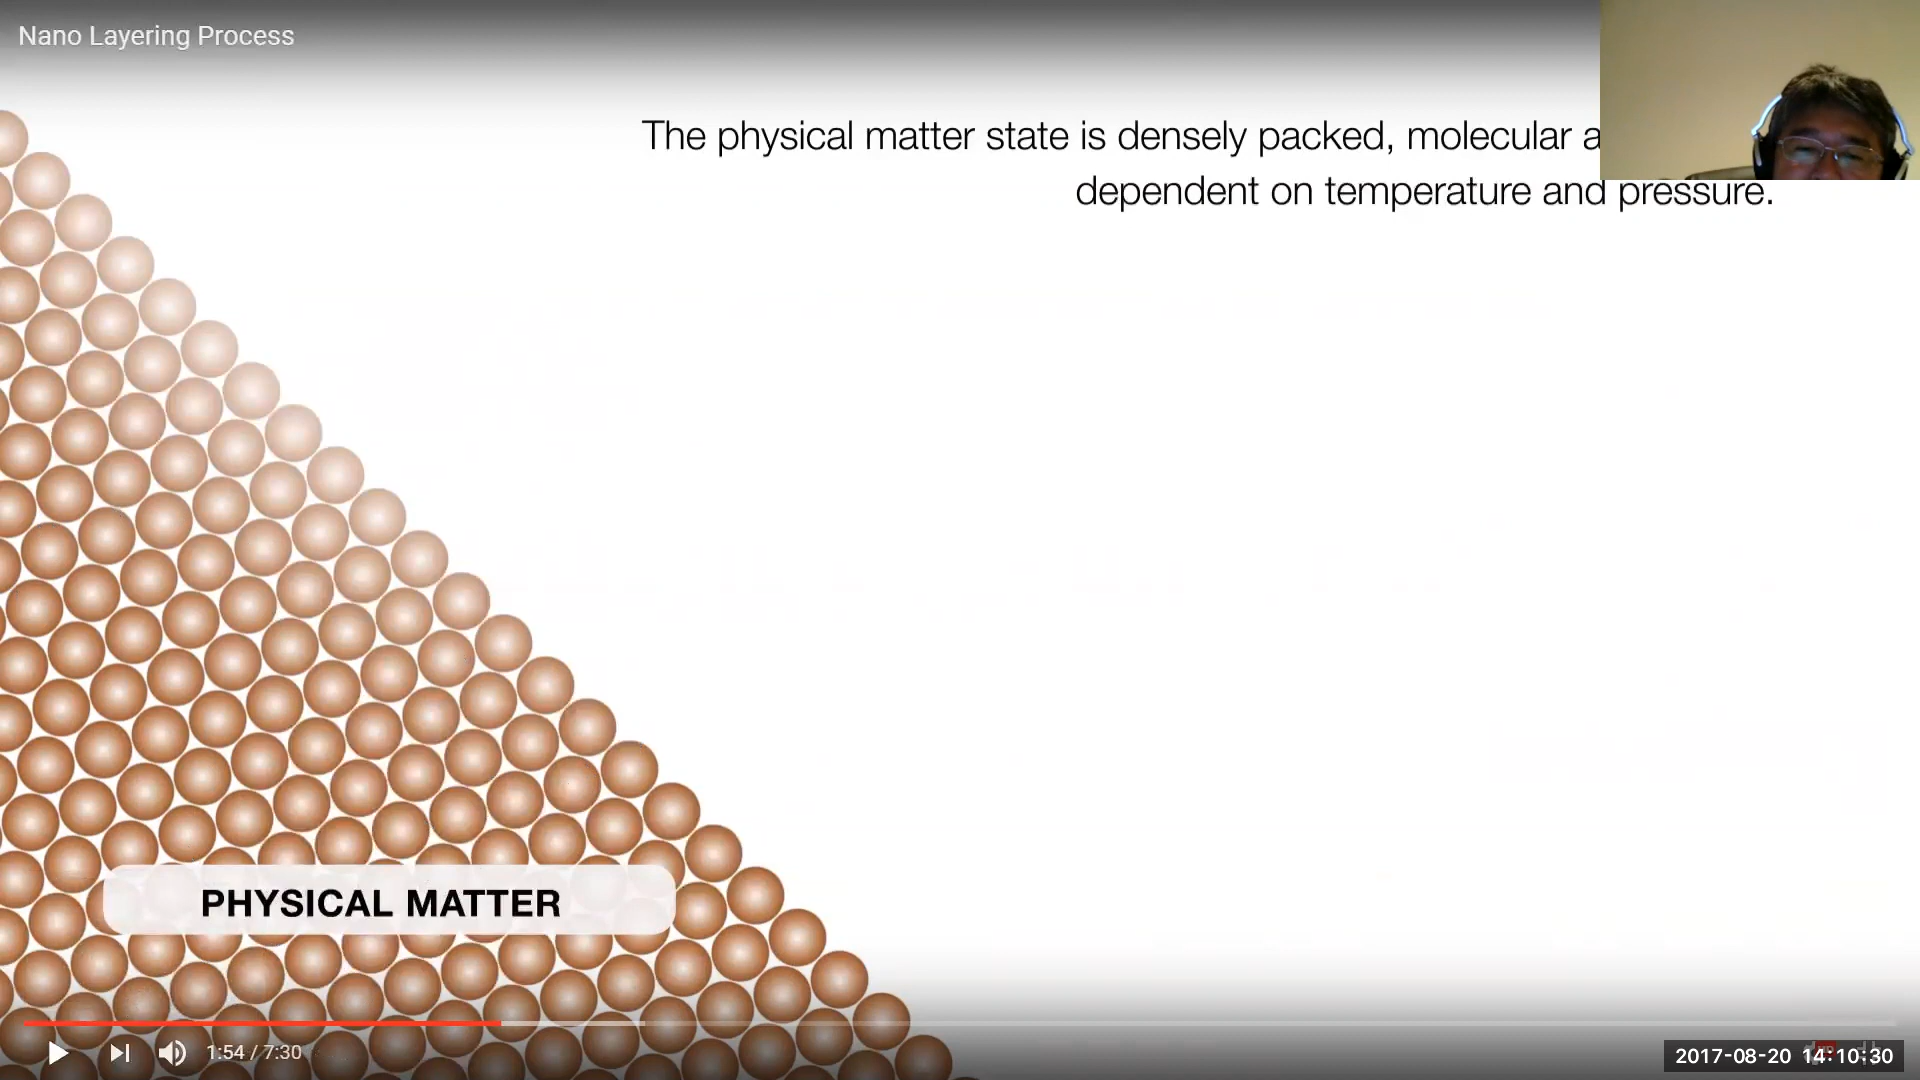 Nano Layering Process
The physical matter state is densely packed, molecular
dependent on temperature and pressure.
PHYSICAL MATTER
1:54 / 7:30
2017-08-20 14:10:30